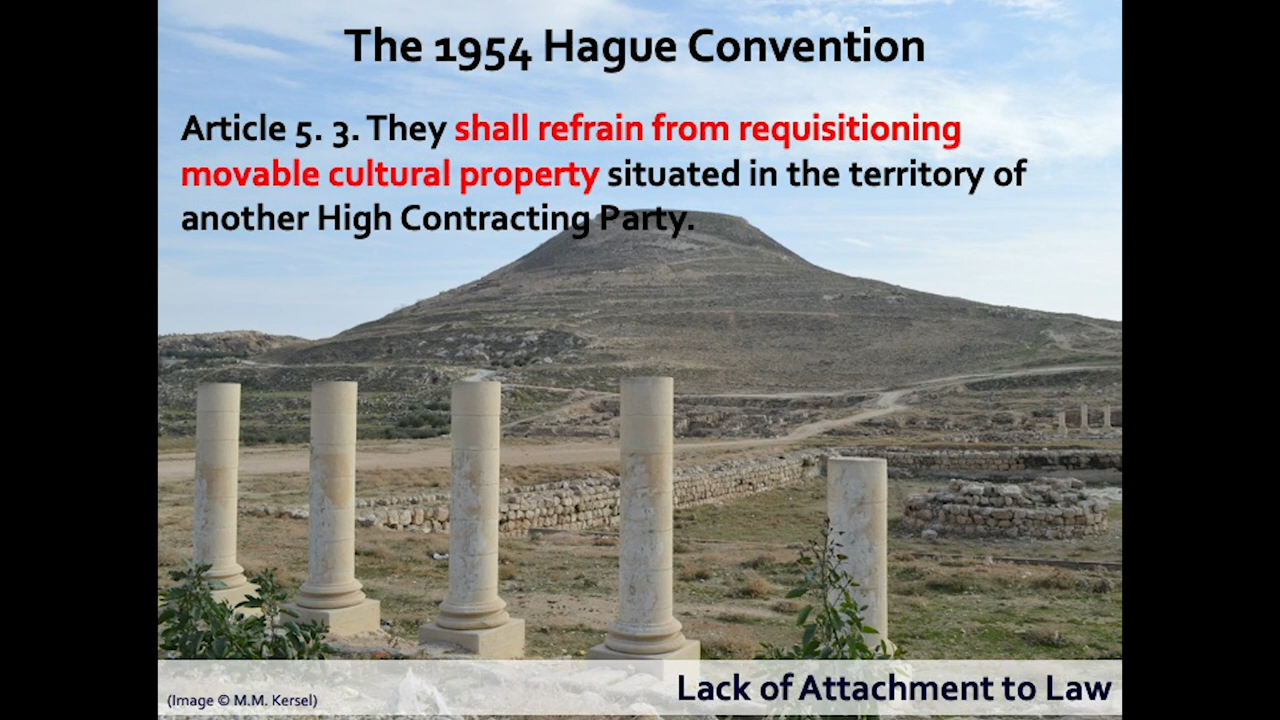 The 1954 Hague Convention
Article 5. 3. They shall refrain from requisitioning
movable cultural property situated in the territory of
another High Contracting Party.
(Image © M.M. Kersel)
Lack of Attachment to Law